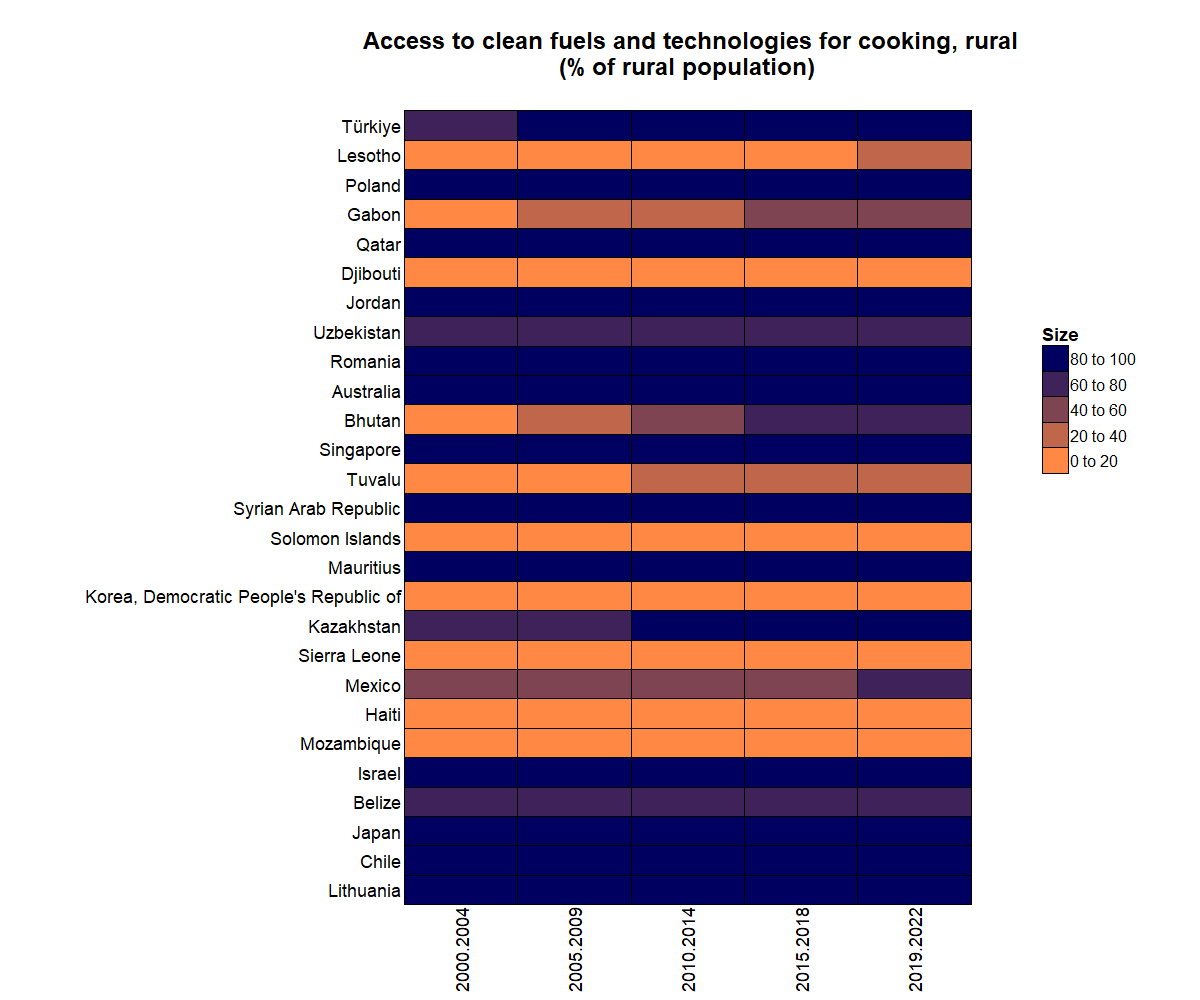 Access to clean fuels and technologies for cooking, rural
(% of rural population)
Türkiye
Lesotho
Poland
Gabon
Qatar
Djibouti
Jordan
Uzbekistan
Romania
Australia
Bhutan
Singapore
Tuvalu
Syrian Arab Republic
Solomon Islands
Mauritius
Korea, Democratic People's Republic of
Kazakhstan
Sierra Leone
Mexico
Haiti
Mozambique
Israel
Belize
Japan
Chile
Lithuania
2000.2004
2005.2009
2010.2014
2015.2018
2019.2022
Size
80 to 100
60 to 80
40 to 60
20 to 40
0 to 20